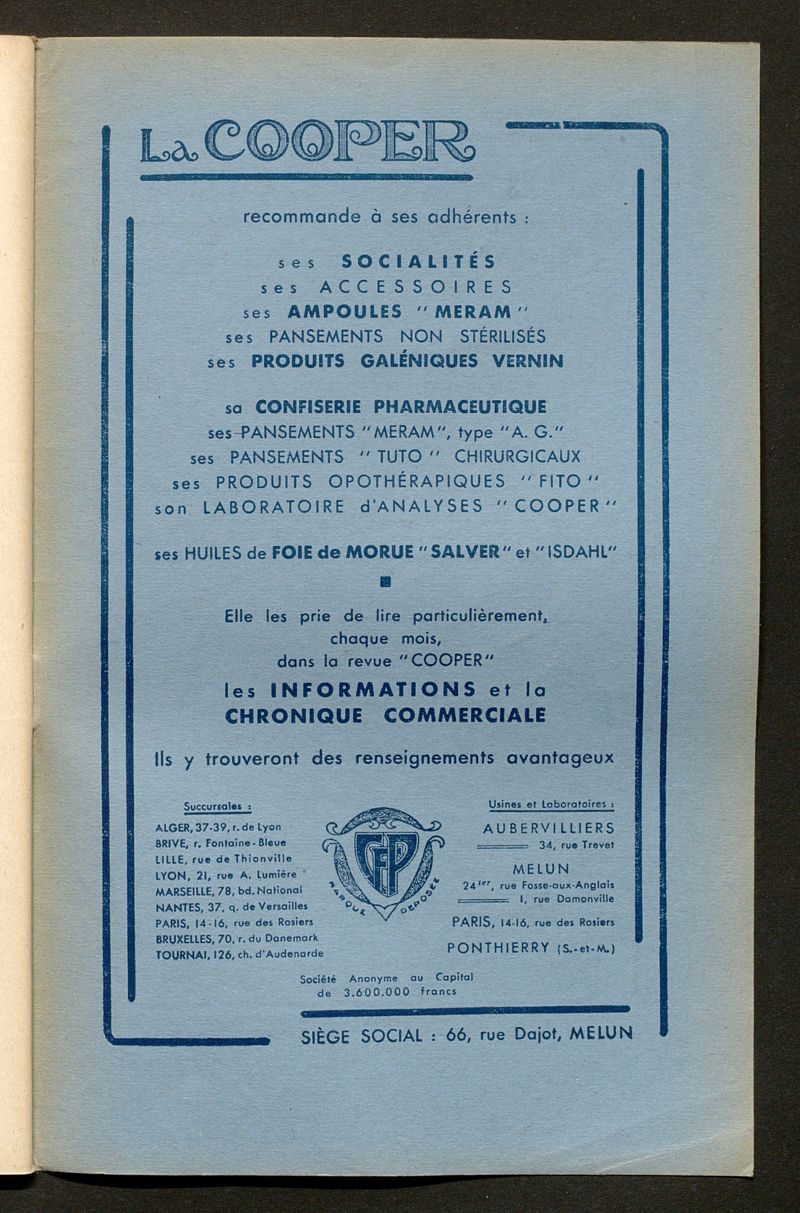 La COOPER
recommande à ses adhérents :
ses SOCIALITÉS
ses ACCESSOIRES
ses AMPOULES "MERAM"
ses PANSEMENTS NON STÉRILISÉS
ses PRODUITS GALÉNIQUES VERNIN
sa CONFISERIE PHARMACEUTIQUE
ses PANSEMENTS "MERAM", type "A. G."
ses PANSEMENTS "TUTO" CHIRURGICAUX
ses PRODUITS OPOTHÉRAPIQUES "FITO"
son LABORATOIRE d'ANALYSES "COOPER"
ses HUILES de FOIE de MORUE "SALVER" et "ISDAHL"
Elle les prie de lire particulièrement,
chaque mois,
dans la revue "COOPER"
les INFORMATIONS et la
CHRONIQUE COMMERCIALE
Ils y trouveront des renseignements avantageux
Succursales :
ALGER, 37-39, r. de Lyon
BRIVE, r. Fontaine-Bleue
LILLE, rue de Thionville
LYON, 21, rue A. Lumière
MARSEILLE, 78, bd. National
NANTES, 37, q. de Versailles
PARIS, 14-16, rue des Rosiers
BRUXELLES, 70, r. du Danemark
TOURNAI, 126, ch. d'Audenarde
CFP
MARQUE DÉPOSÉE
Usines et Laboratoires :
AUBERVILLIERS
34, rue Trevet
MELUN
24ter, rue Fosse-aux-Anglais
1, rue Damonville
PARIS, 14-16, rue des Rosiers
PONTHIERRY (S.-et-M.)
Société Anonyme au Capital
de 3.600.000 francs
SIÈGE SOCIAL : 66, rue Dajot, MELUN